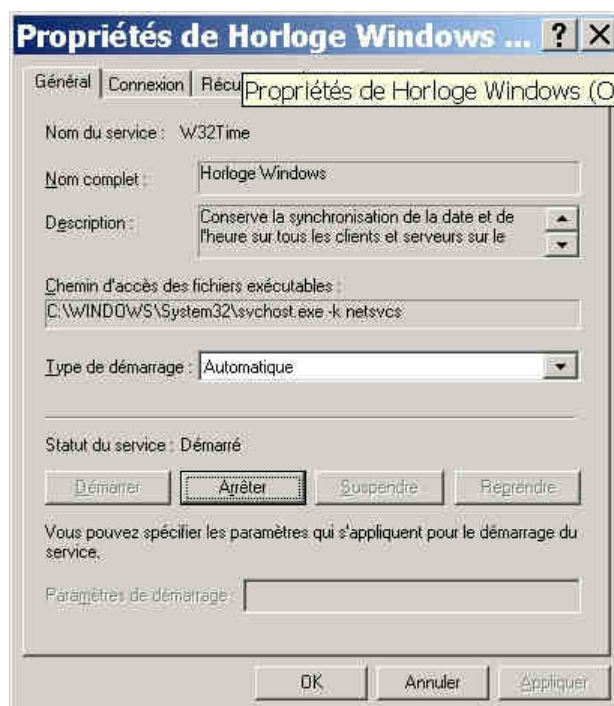 Propriétés de Horloge Windows ...
Général Connexion Récu
Propriétés de Horloge Windows (O
Nom du service : W32Time
Nom complet : Horloge Windows
Description : Conserve la synchronisation de la date et de
l'heure sur tous les clients et serveurs sur le
Chemin d'accès des fichiers exécutables :
C:\WINDOWS\System32\svchost.exe -k netsvcs
Type de démarrage : Automatique
Statut du service : Démarré
Démarrer Arrêter Suspendre Reprendre
Vous pouvez spécifier les paramètres qui s'appliquent pour le démarrage du
service.
Paramètres de démarrage :
OK Annuler Appliquer